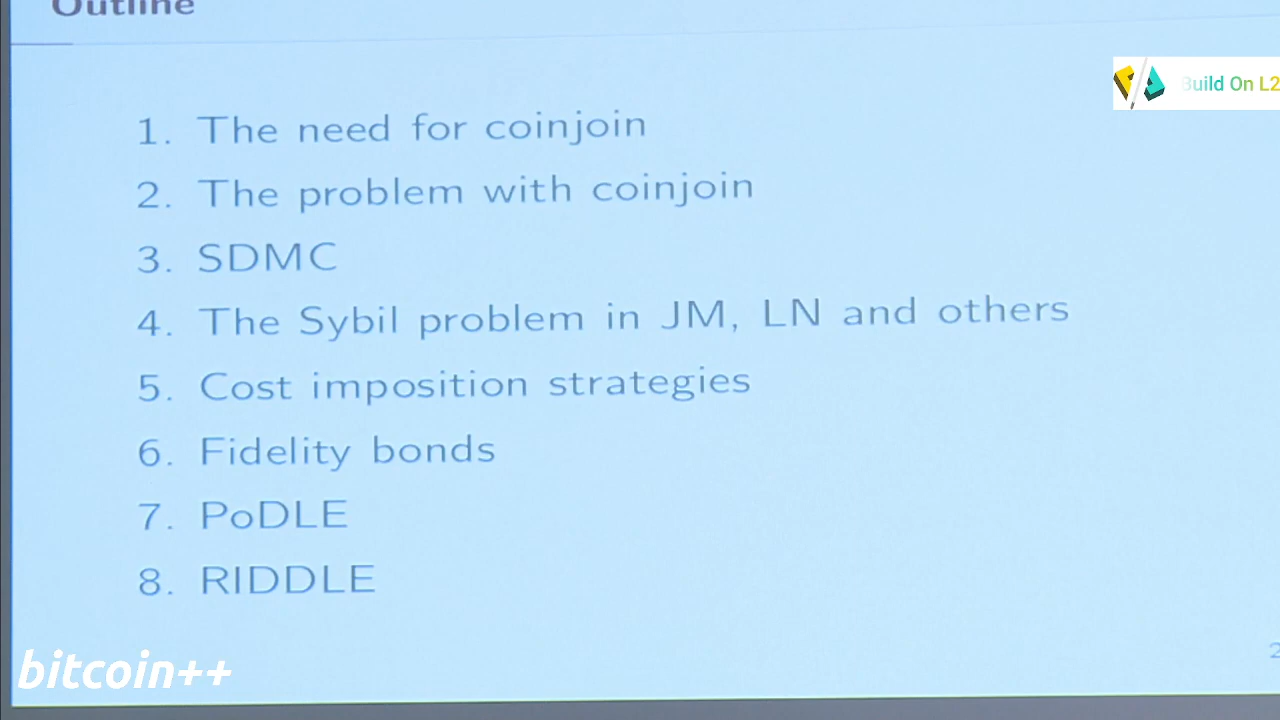 Outline
Build On L2
1. The need for coinjoin
2. The problem with coinjoin
3. SDMC
4. The Sybil problem in JM, LN and others
5. Cost imposition strategies
6. Fidelity bonds
7. PoDLE
8. RIDDLE
2
bitcoin++